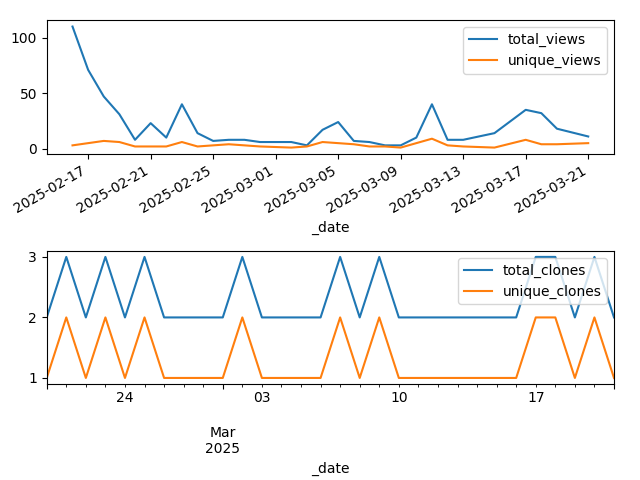 100
50
0
total_views
unique_views
2025-02-17
2025-02-21
2025-02-25
2025-03-01
2025-03-05
2025-03-09
2025-03-13
2025-03-17
2025-03-21
_date
3
2
1
total_clones
unique_clones
24
03
10
17
Mar
2025
_date